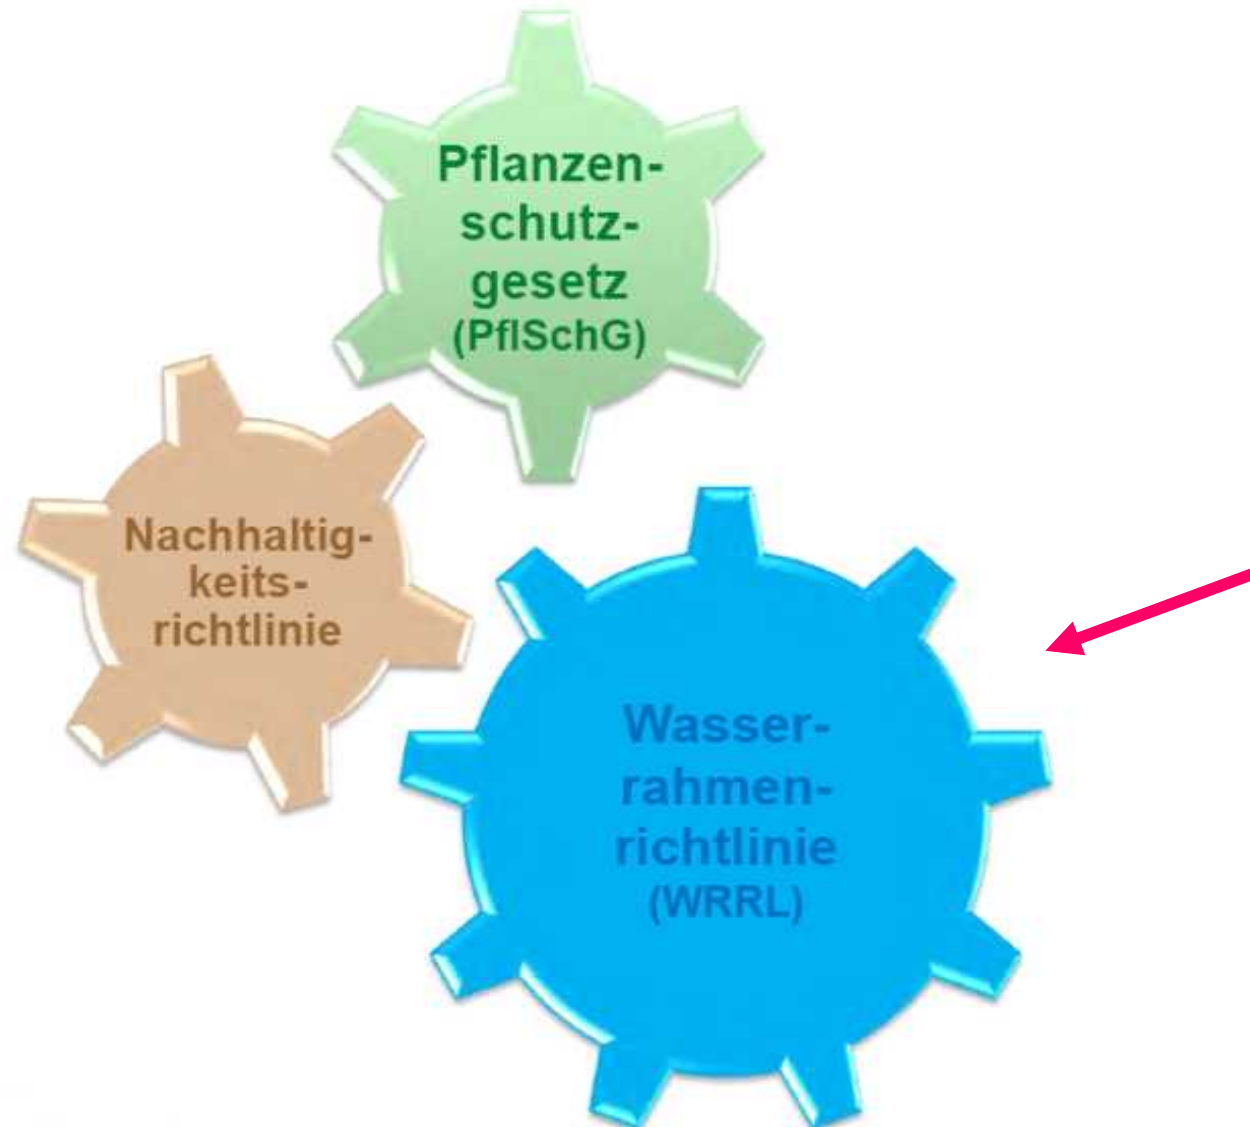 Pflanzen-
schutz-
gesetz
(PflSchG)
Nachhaltig-
keits-
richtlinie
Wasser-
rahmen-
richtlinie
(WRRL)